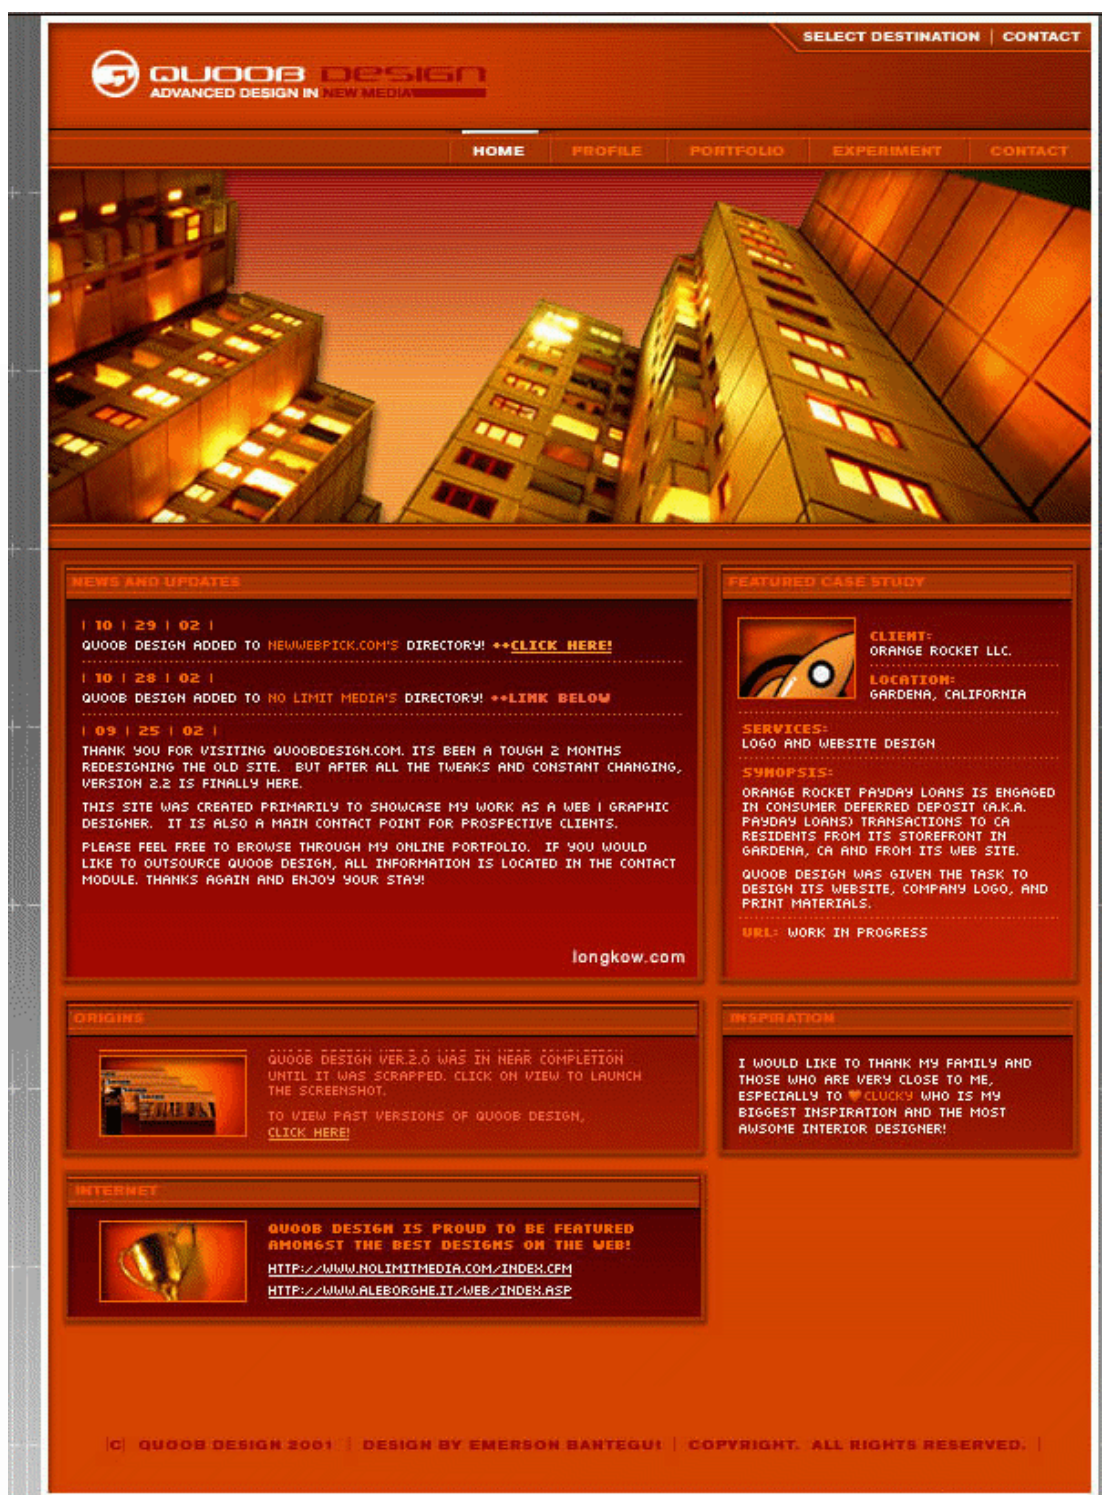 SELECT DESTINATION | CONTACT
QUOOB DESIGN
ADVANCED DESIGN IN NEW MEDIA
HOME
PROFILE
PORTFOLIO
EXPERIMENT
CONTACT
NEWS AND UPDATES
| 10 | 29 | 02 |
QUOOB DESIGN ADDED TO NEWWEBPICK.COM'S DIRECTORY! ++CLICK HERE!
| 10 | 28 | 02 |
QUOOB DESIGN ADDED TO NO LIMIT MEDIA'S DIRECTORY! ++LINK BELOW
| 09 | 25 | 02 |
THANK YOU FOR VISITING QUOOBDESIGN.COM. ITS BEEN A TOUGH 2 MONTHS
REDESIGNING THE OLD SITE. BUT AFTER ALL THE TWEAKS AND CONSTANT CHANGING,
VERSION 2.2 IS FINALLY HERE.
THIS SITE WAS CREATED PRIMARILY TO SHOWCASE MY WORK AS A WEB | GRAPHIC
DESIGNER. IT IS ALSO A MAIN CONTACT POINT FOR PROSPECTIVE CLIENTS.
PLEASE FEEL FREE TO BROWSE THROUGH MY ONLINE PORTFOLIO. IF YOU WOULD
LIKE TO OUTSOURCE QUOOB DESIGN, ALL INFORMATION IS LOCATED IN THE CONTACT
MODULE. THANKS AGAIN AND ENJOY YOUR STAY!
longkow.com
FEATURED CASE STUDY
CLIENT:
ORANGE ROCKET LLC.
LOCATION:
GARDENA, CALIFORNIA
SERVICES:
LOGO AND WEBSITE DESIGN
SYNOPSIS:
ORANGE ROCKET PAYDAY LOANS IS ENGAGED
IN CONSUMER DEFERRED DEPOSIT (A.K.A.
PAYDAY LOANS) TRANSACTIONS TO CA
RESIDENTS FROM ITS STOREFRONT IN
GARDENA, CA AND FROM ITS WEB SITE.
QUOOB DESIGN WAS GIVEN THE TASK TO
DESIGN ITS WEBSITE, COMPANY LOGO, AND
PRINT MATERIALS.
URL: WORK IN PROGRESS
ORIGINS
QUOOB DESIGN VER.2.0 WAS IN NEAR COMPLETION
UNTIL IT WAS SCRAPPED. CLICK ON VIEW TO LAUNCH
THE SCREENSHOT.
TO VIEW PAST VERSIONS OF QUOOB DESIGN,
CLICK HERE!
INSPIRATION
I WOULD LIKE TO THANK MY FAMILY AND
THOSE WHO ARE VERY CLOSE TO ME,
ESPECIALLY TO ♥CLUCKY WHO IS MY
BIGGEST INSPIRATION AND THE MOST
AWSOME INTERIOR DESIGNER!
INTERNET
QUOOB DESIGN IS PROUD TO BE FEATURED
AMONGST THE BEST DESIGNS ON THE WEB!
HTTP://WWW.NOLIMITMEDIA.COM/INDEX.CFM
HTTP://WWW.ALEBORGHE.IT/WEB/INDEX.ASP
|C| QUOOB DESIGN 2001 | DESIGN BY EMERSON BANTEGUI | COPYRIGHT. ALL RIGHTS RESERVED. |